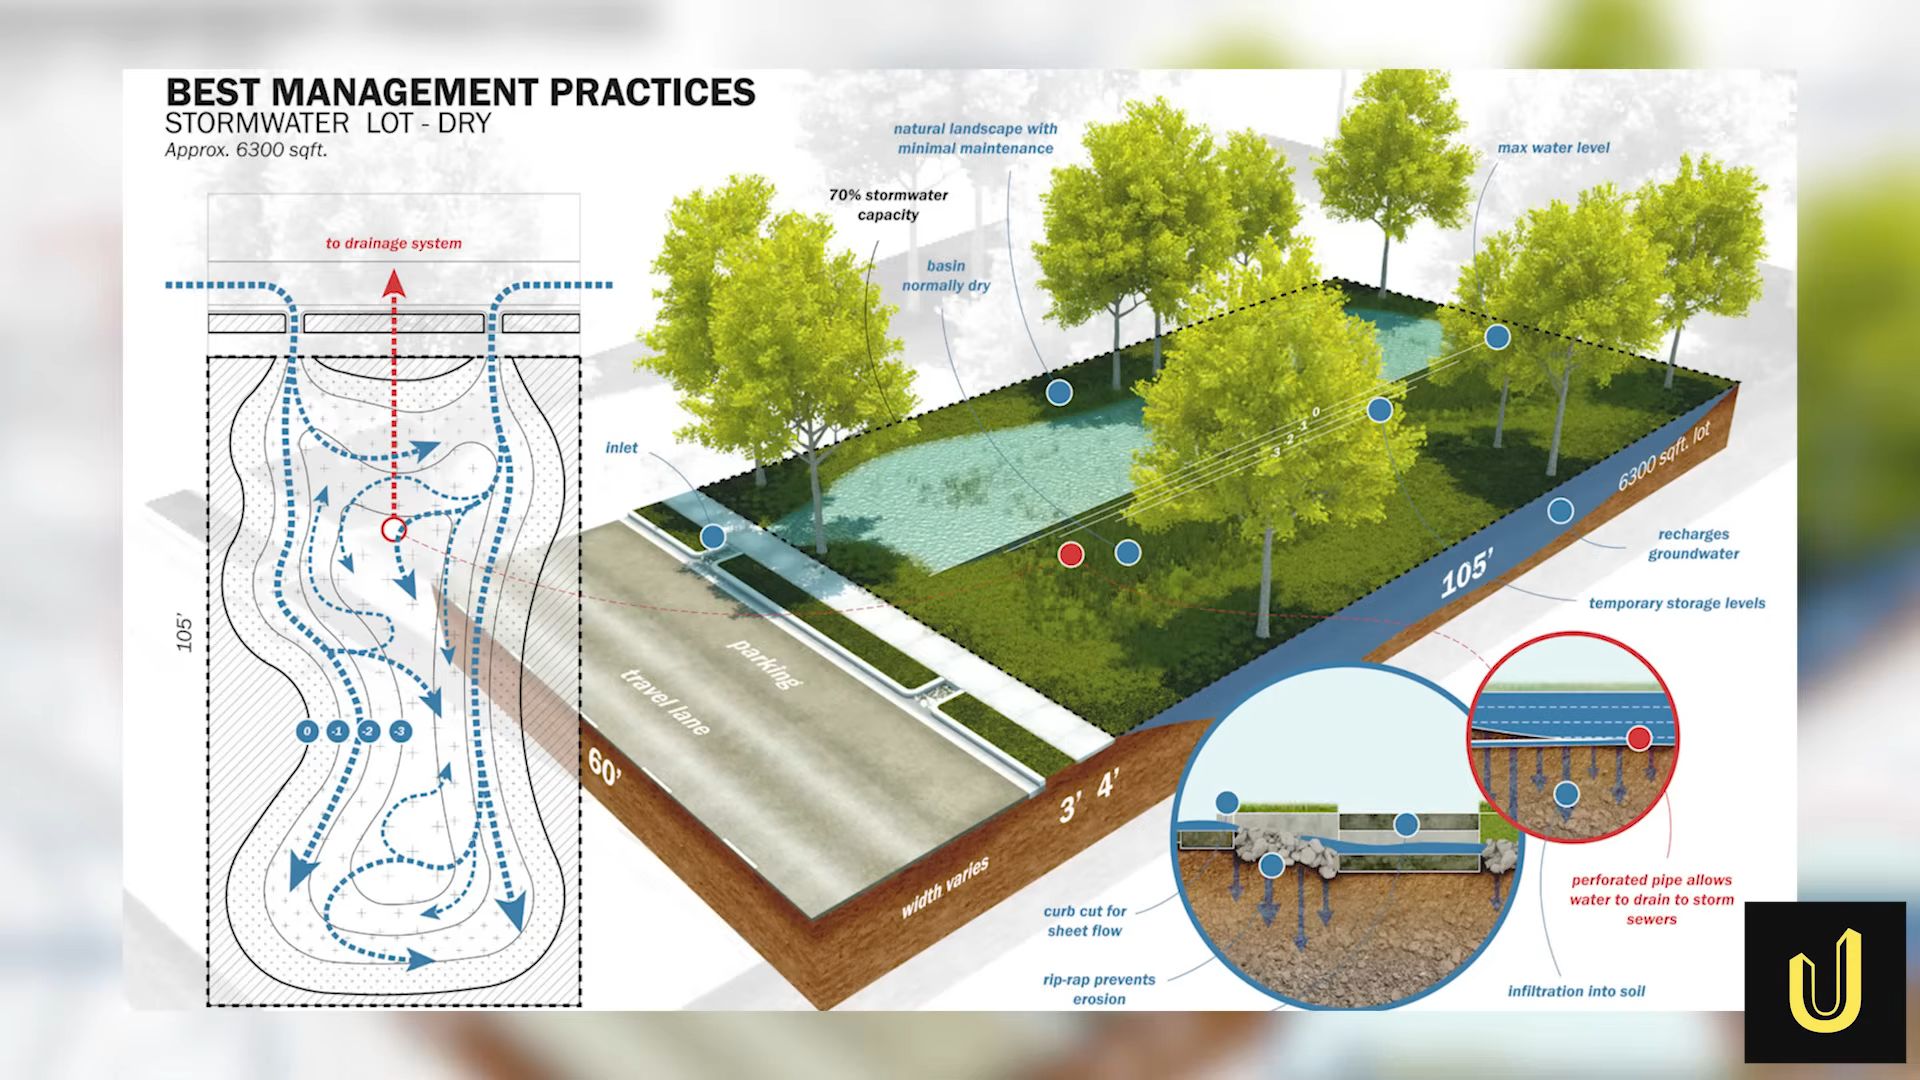 BEST MANAGEMENT PRACTICES
STORMWATER LOT - DRY
Approx. 6300 sqft.
to drainage system
105'
0
-1
-2
-3
natural landscape with
minimal maintenance
70% stormwater
capacity
basin
normally dry
inlet
max water level
0
-1
-2
-3
6300 sqft. lot
recharges
groundwater
105'
temporary storage levels
parking
travel lane
60'
3' 4'
width varies
curb cut for
sheet flow
rip-rap prevents
erosion
perforated pipe allows
water to drain to storm
sewers
infiltration into soil
U